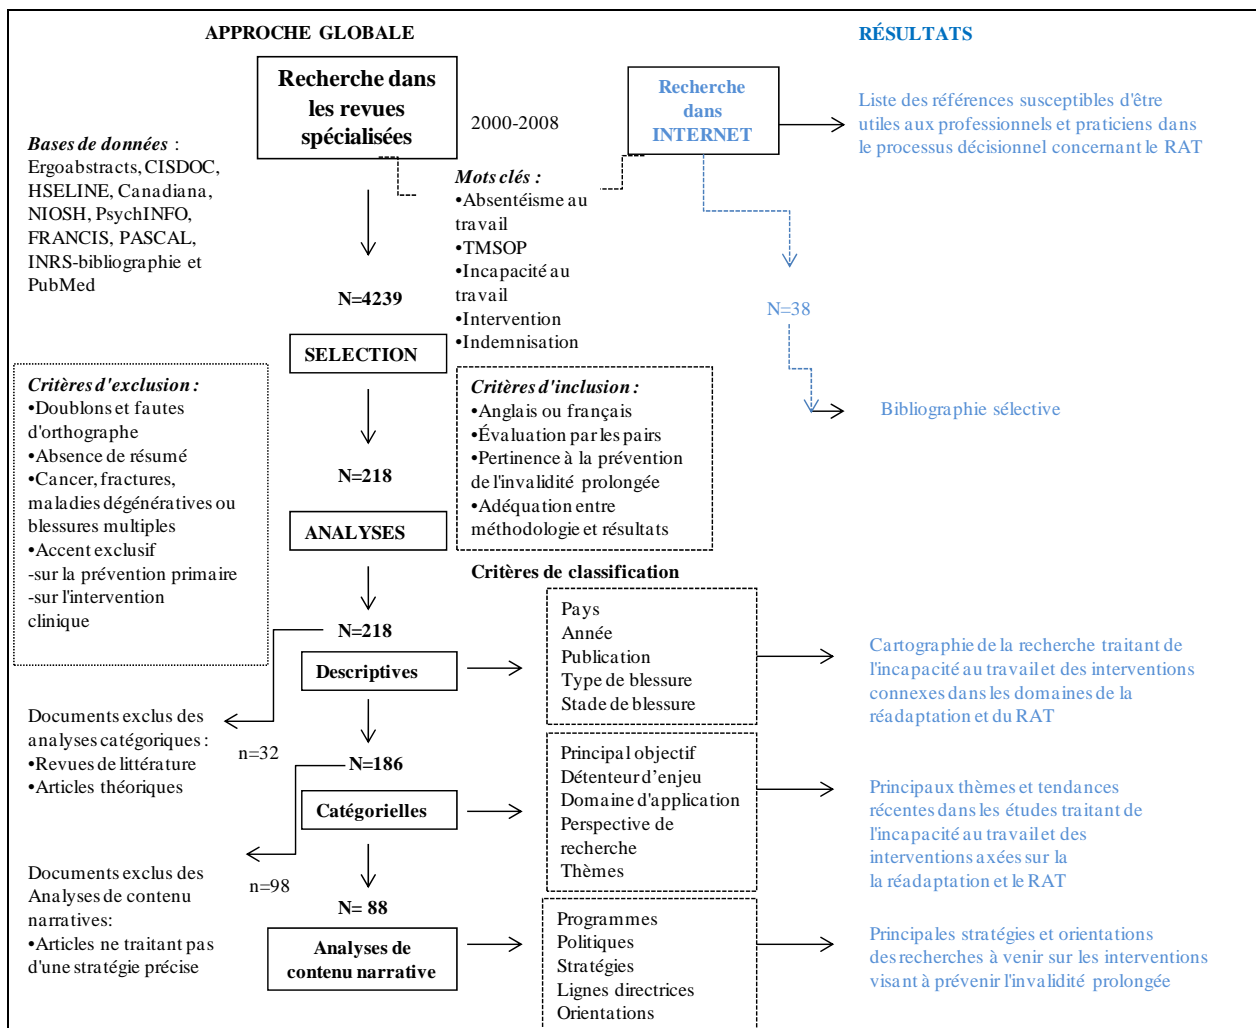 APPROCHE GLOBALE
RÉSULTATS
Recherche dans
les revues
spécialisées
2000-2008
Recherche
dans
INTERNET
Liste des références susceptibles d'être
utiles aux professionnels et praticiens dans
le processus décisionnel concernant le RAT
Bases de données :
Ergoabstracts, CISDOC,
HSELINE, Canadiana,
NIOSH, PsychINFO,
FRANCIS, PASCAL,
INRS-bibliographie et
PubMed
Mots clés :
•Absentéisme au
travail
•TMSOP
•Incapacité au
travail
•Intervention
•Indemnisation
N=4239
N=38
SELECTION
Critères d'exclusion :
•Doublons et fautes
d'orthographe
•Absence de résumé
•Cancer, fractures,
maladies dégénératives ou
blessures multiples
•Accent exclusif
-sur la prévention primaire
-sur l'intervention
clinique
Critères d'inclusion :
•Anglais ou français
•Évaluation par les pairs
•Pertinence à la prévention
de l'invalidité prolongée
•Adéquation entre
méthodologie et résultats
Bibliographie sélective
N=218
ANALYSES
Critères de classification
N=218
Descriptives
Pays
Année
Publication
Type de blessure
Stade de blessure
Cartographie de la recherche traitant de
l'incapacité au travail et des interventions
connexes dans les domaines de la
réadaptation et du RAT
Documents exclus des
analyses catégoriques :
•Revues de littérature
•Articles théoriques
n=32
N=186
Catégorielles
Principal objectif
Détenteur d'enjeu
Domaine d'application
Perspective de
recherche
Thèmes
Principaux thèmes et tendances
récentes dans les études traitant de
l'incapacité au travail et des
interventions axées sur la
la réadaptation et le RAT
Documents exclus des
Analyses de contenu
narratives:
•Articles ne traitant pas
d'une stratégie précise
n=98
N= 88
Analyses de
contenu narrative
Programmes
Politiques
Stratégies
Lignes directrices
Orientations
Principales stratégies et orientations
des recherches à venir sur les interventions
visant à prévenir l'invalidité prolongée